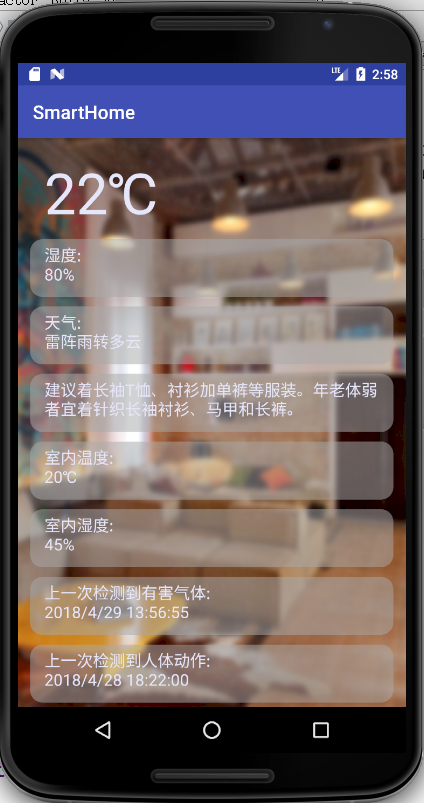 LTE 2:58
SmartHome
22℃
湿度:
80%
天气:
雷阵雨转多云
建议着长袖T恤、衬衫加单裤等服装。年老体弱
者宜着针织长袖衬衫、马甲和长裤。
室内温度:
20℃
室内湿度:
45%
上一次检测到有害气体:
2018/4/29 13:56:55
上一次检测到人体动作:
2018/4/28 18:22:00